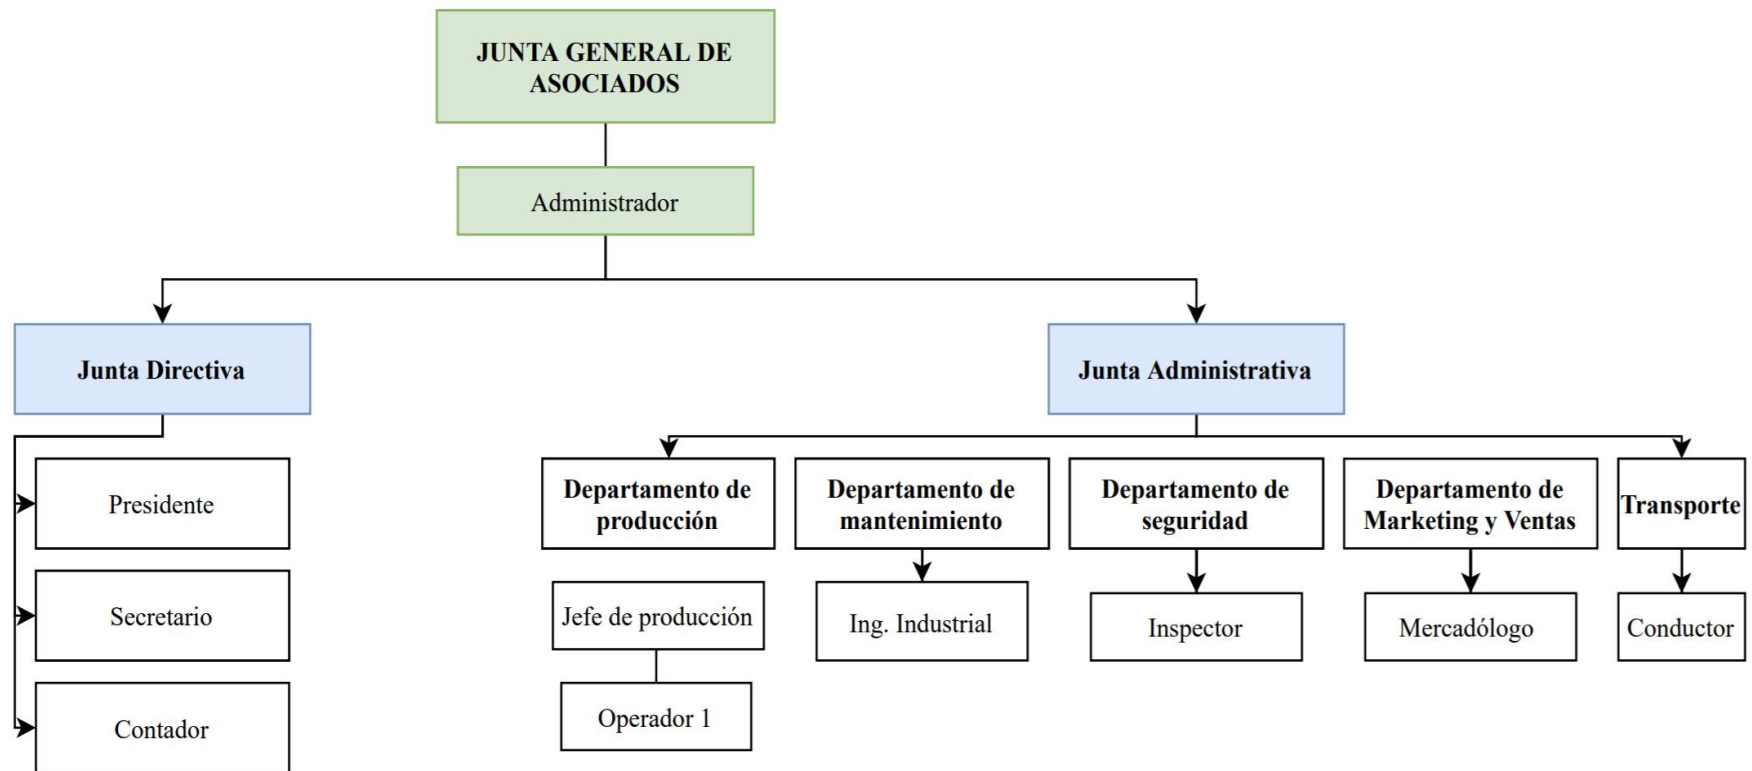 JUNTA GENERAL DE
ASOCIADOS
Administrador
Junta Directiva
Junta Administrativa
Presidente
Secretario
Contador
Departamento de
producción
Departamento de
mantenimiento
Departamento de
seguridad
Departamento de
Marketing y Ventas
Transporte
Jefe de producción
Ing. Industrial
Inspector
Mercadólogo
Conductor
Operador 1